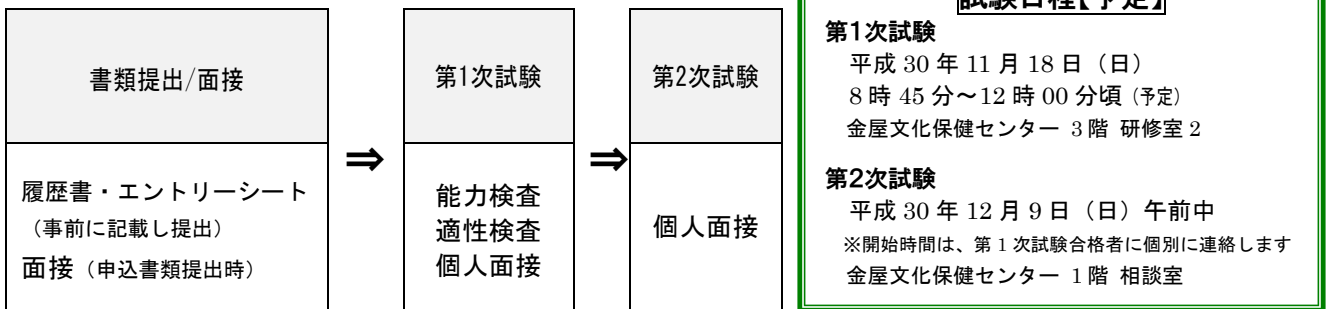 書類提出/面接
履歴書・エントリーシート
（事前に記載し提出）
面接（申込書類提出時）
⇒
第1次試験
能力検査
適性検査
個人面接
⇒
第2次試験
個人面接
試験日程【予定】
第1次試験
平成 30 年 11 月 18 日（日）
8 時 45 分～12 時 00 分頃（予定）
金屋文化保健センター 3 階 研修室 2
第2次試験
平成 30 年 12 月 9 日（日）午前中
※開始時間は、第 1 次試験合格者に個別に連絡します
金屋文化保健センター 1 階 相談室